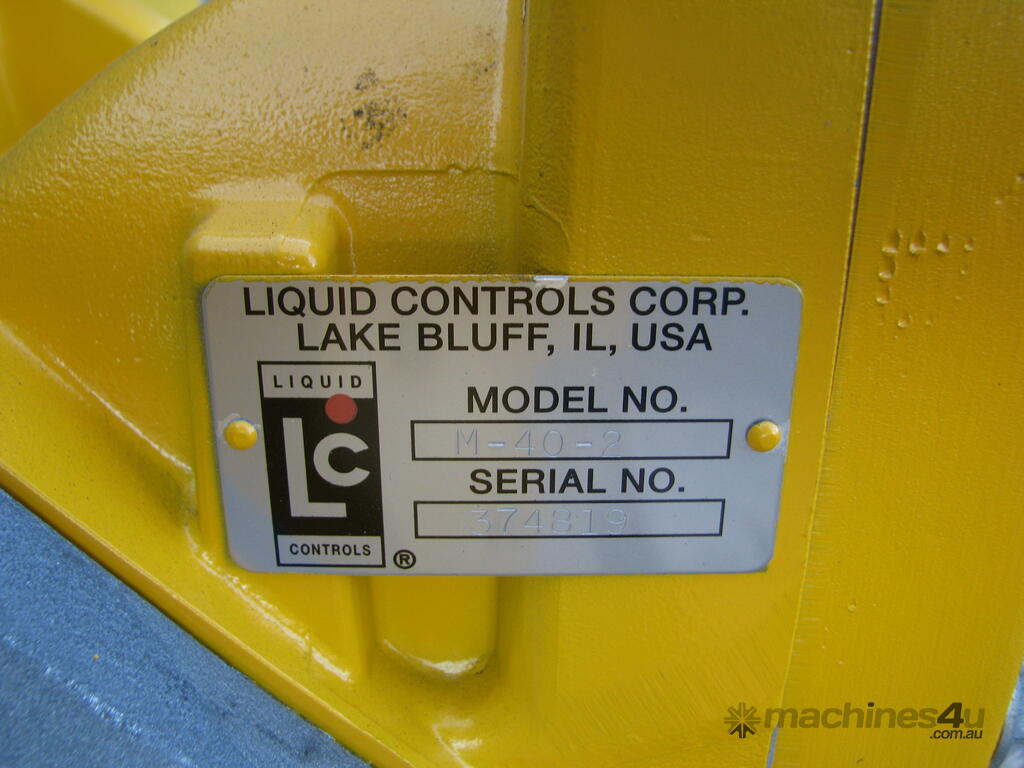 LIQUID CONTROLS CORP.
LAKE BLUFF, IL, USA
LIQUID
LC
CONTROLS
®
MODEL NO.
M-40-2
SERIAL NO.
374819
machines4u
.com.au